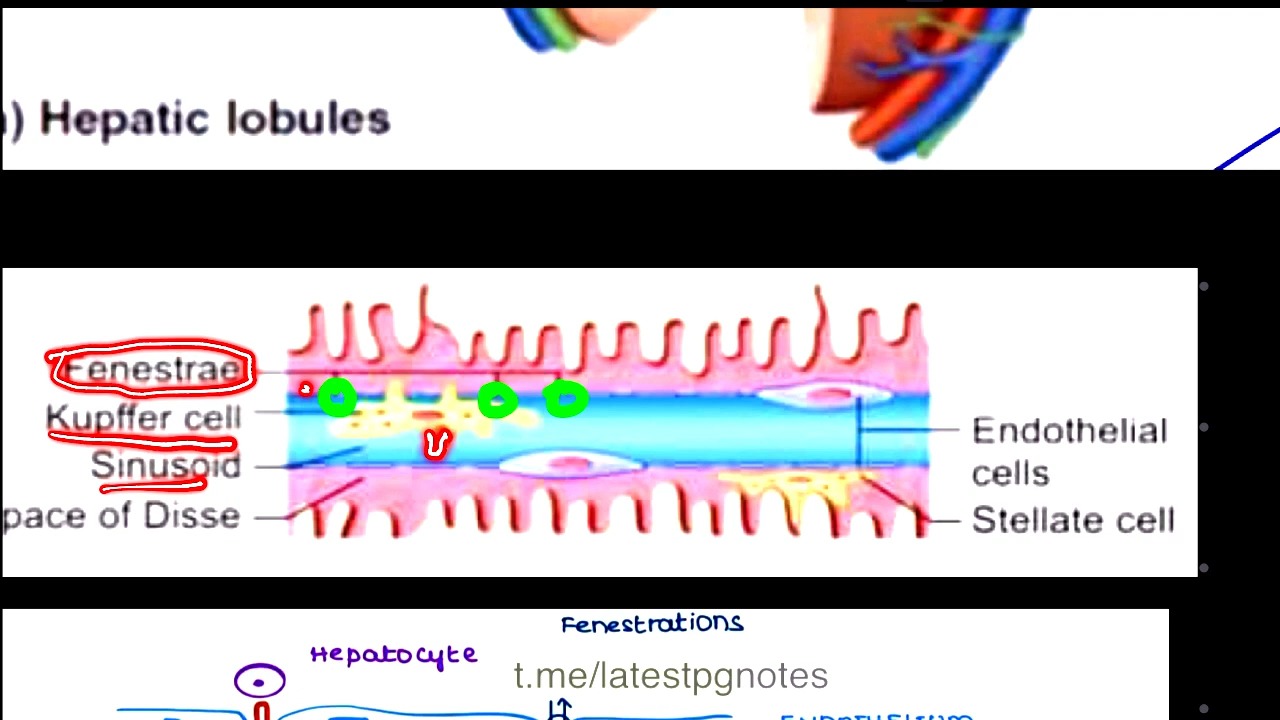 ) Hepatic lobules
Fenestrae
Kupffer cell
Sinusoid
pace of Disse
Endothelial
cells
Stellate cell
Fenestrations
Hepatocyte
t.me/latestpgnotes